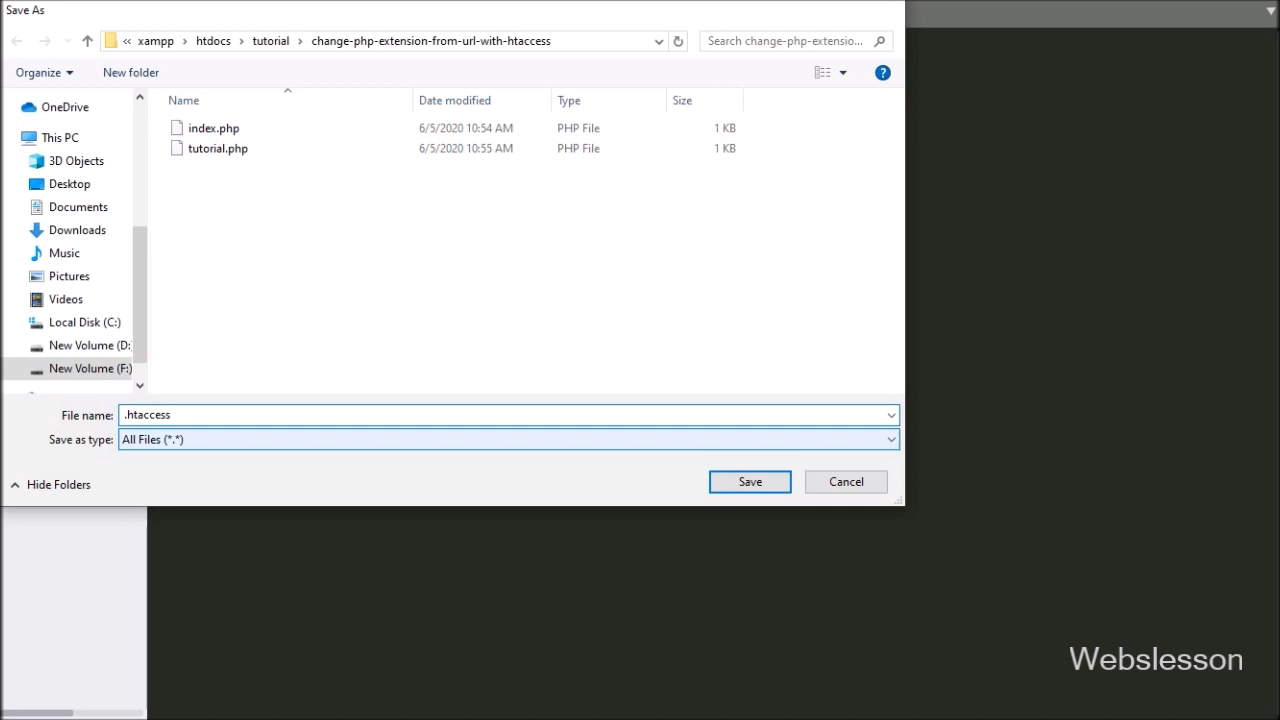 Save As
« xampp > htdocs > tutorial > change-php-extension-from-url-with-htaccess
Search change-php-extensio...
Organize
New folder
?
OneDrive
This PC
3D Objects
Desktop
Documents
Downloads
Music
Pictures
Videos
Local Disk (C:)
New Volume (D:
New Volume (F:)
Name Date modified Type Size
index.php 6/5/2020 10:54 AM PHP File 1 KB
tutorial.php 6/5/2020 10:55 AM PHP File 1 KB
File name: .htaccess
Save as type: All Files (*.*)
Hide Folders
Save
Cancel
Webslesson